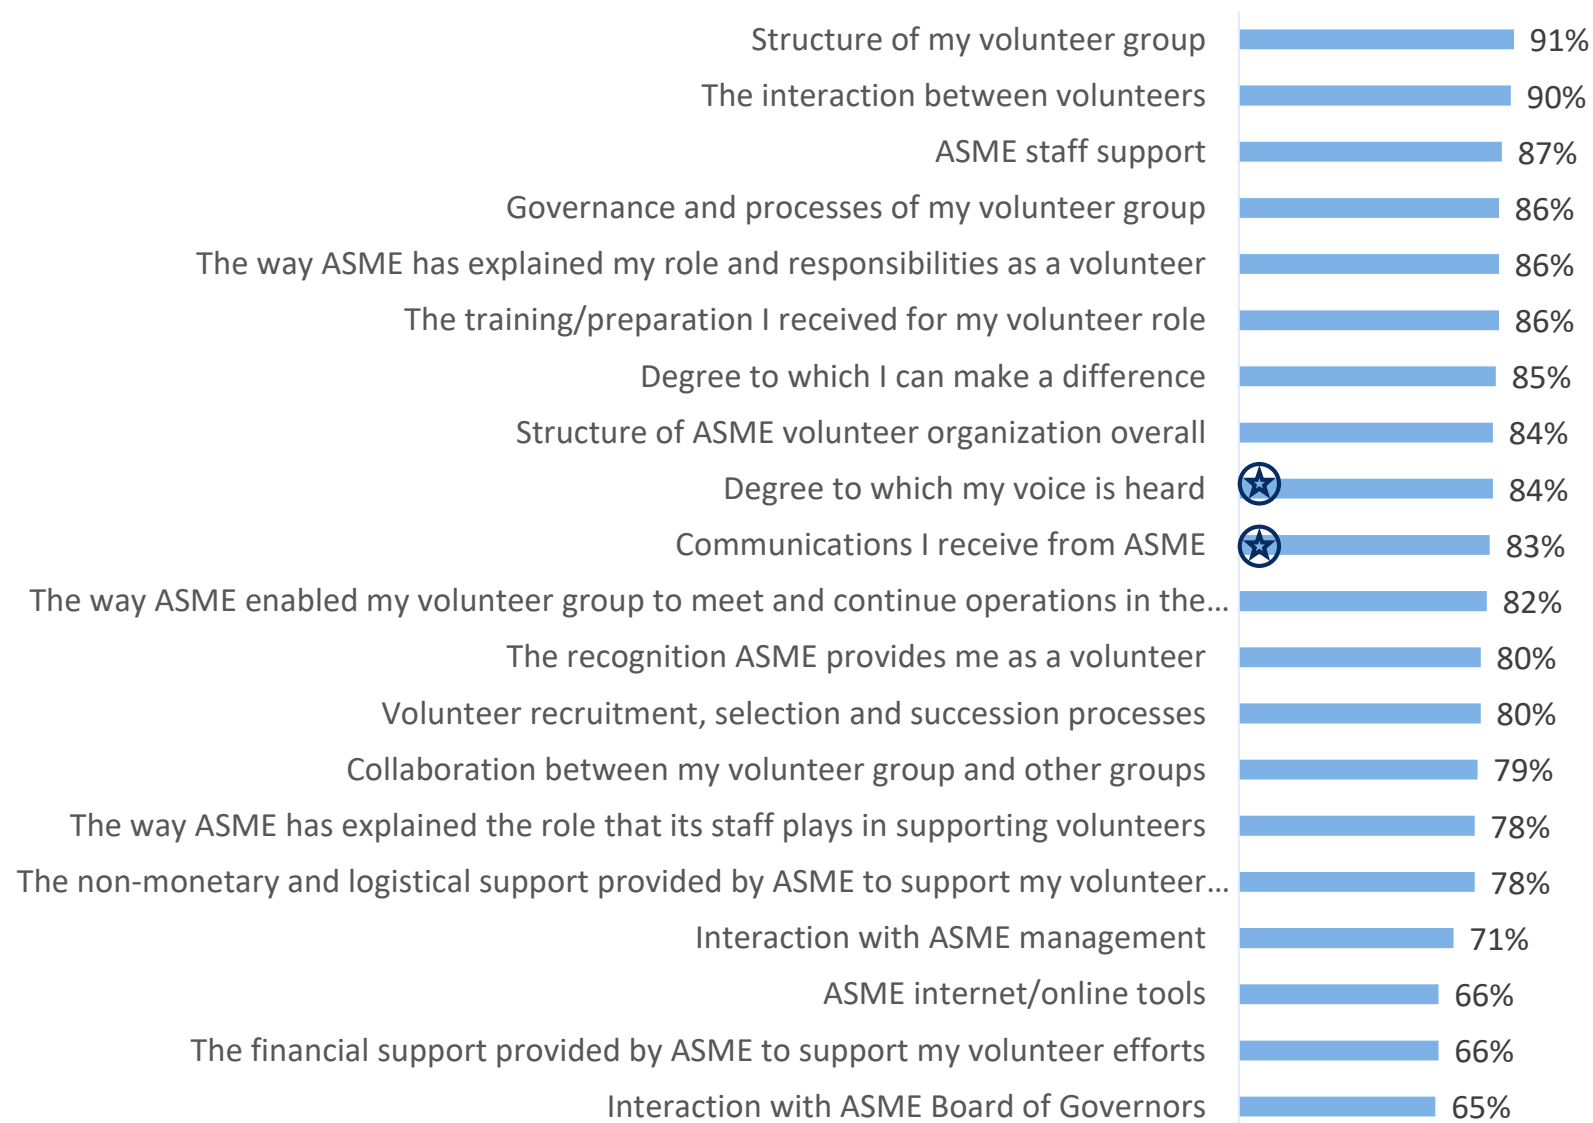 Structure of my volunteer group 91%
The interaction between volunteers 90%
ASME staff support 87%
Governance and processes of my volunteer group 86%
The way ASME has explained my role and responsibilities as a volunteer 86%
The training/preparation I received for my volunteer role 86%
Degree to which I can make a difference 85%
Structure of ASME volunteer organization overall 84%
Degree to which my voice is heard 84%
Communications I receive from ASME 83%
The way ASME enabled my volunteer group to meet and continue operations in the... 82%
The recognition ASME provides me as a volunteer 80%
Volunteer recruitment, selection and succession processes 80%
Collaboration between my volunteer group and other groups 79%
The way ASME has explained the role that its staff plays in supporting volunteers 78%
The non-monetary and logistical support provided by ASME to support my volunteer... 78%
Interaction with ASME management 71%
ASME internet/online tools 66%
The financial support provided by ASME to support my volunteer efforts 66%
Interaction with ASME Board of Governors 65%